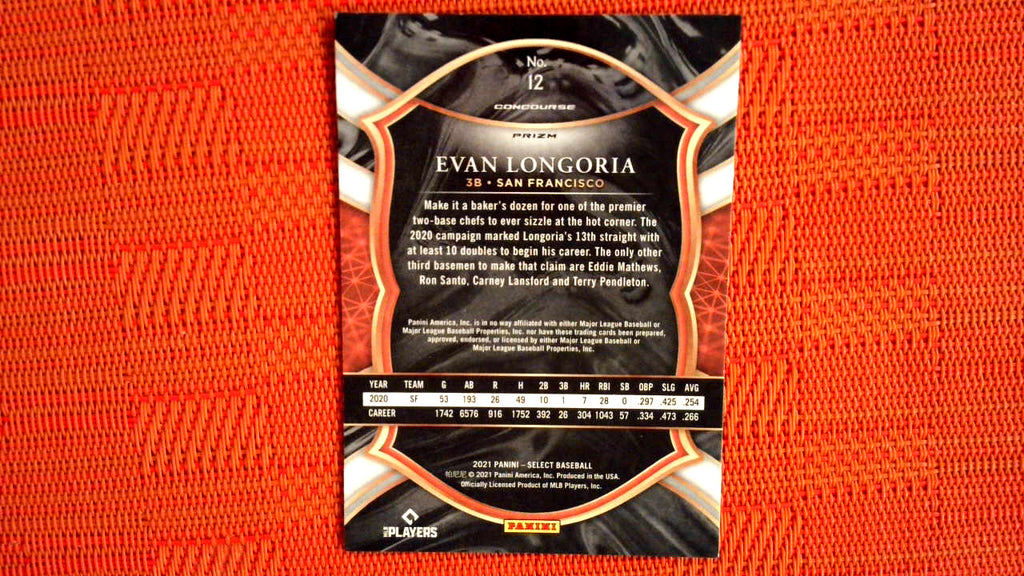 No.
12
CONCOURSE
PRIZM
EVAN LONGORIA
3B • SAN FRANCISCO
Make it a baker's dozen for one of the premier
two-base chefs to ever sizzle at the hot corner. The
2020 campaign marked Longoria's 13th straight with
at least 10 doubles to begin his career. The only other
third basemen to make that claim are Eddie Mathews,
Ron Santo, Carney Lansford and Terry Pendleton.
Panini America, Inc. is in no way affiliated with either Major League Baseball or
Major League Baseball Properties, Inc. nor have these trading cards been prepared,
approved, endorsed, or licensed by either Major League Baseball or
Major League Baseball Properties, Inc.
YEAR TEAM G AB R H 2B 3B HR RBI SB OBP SLG AVG
2020 SF 53 193 26 49 10 1 7 28 0 .297 .425 .254
CAREER 1742 6576 916 1752 392 26 304 1043 57 .334 .473 .266
2021 PANINI – SELECT BASEBALL
帕尼尼 © 2021 Panini America, Inc. Produced in the USA.
Officially Licensed Product of MLB Players, Inc.
MLB PLAYERS
PANINI